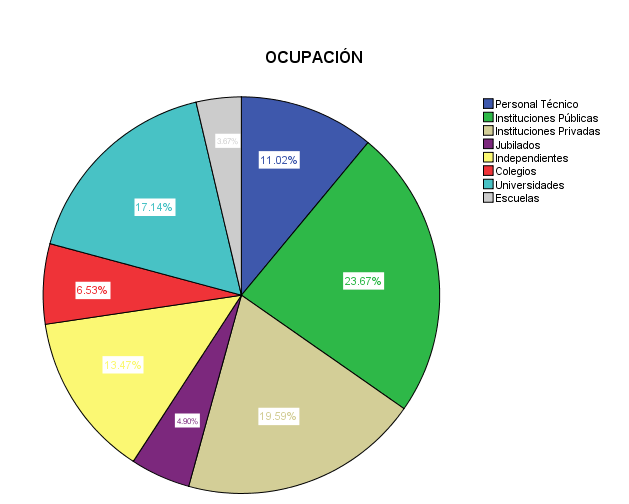 OCUPACIÓN
Personal Técnico
Instituciones Públicas
Instituciones Privadas
Jubilados
Independientes
Colegios
Universidades
Escuelas
3.67%
11.02%
17.14%
23.67%
6.53%
13.47%
19.59%
4.90%